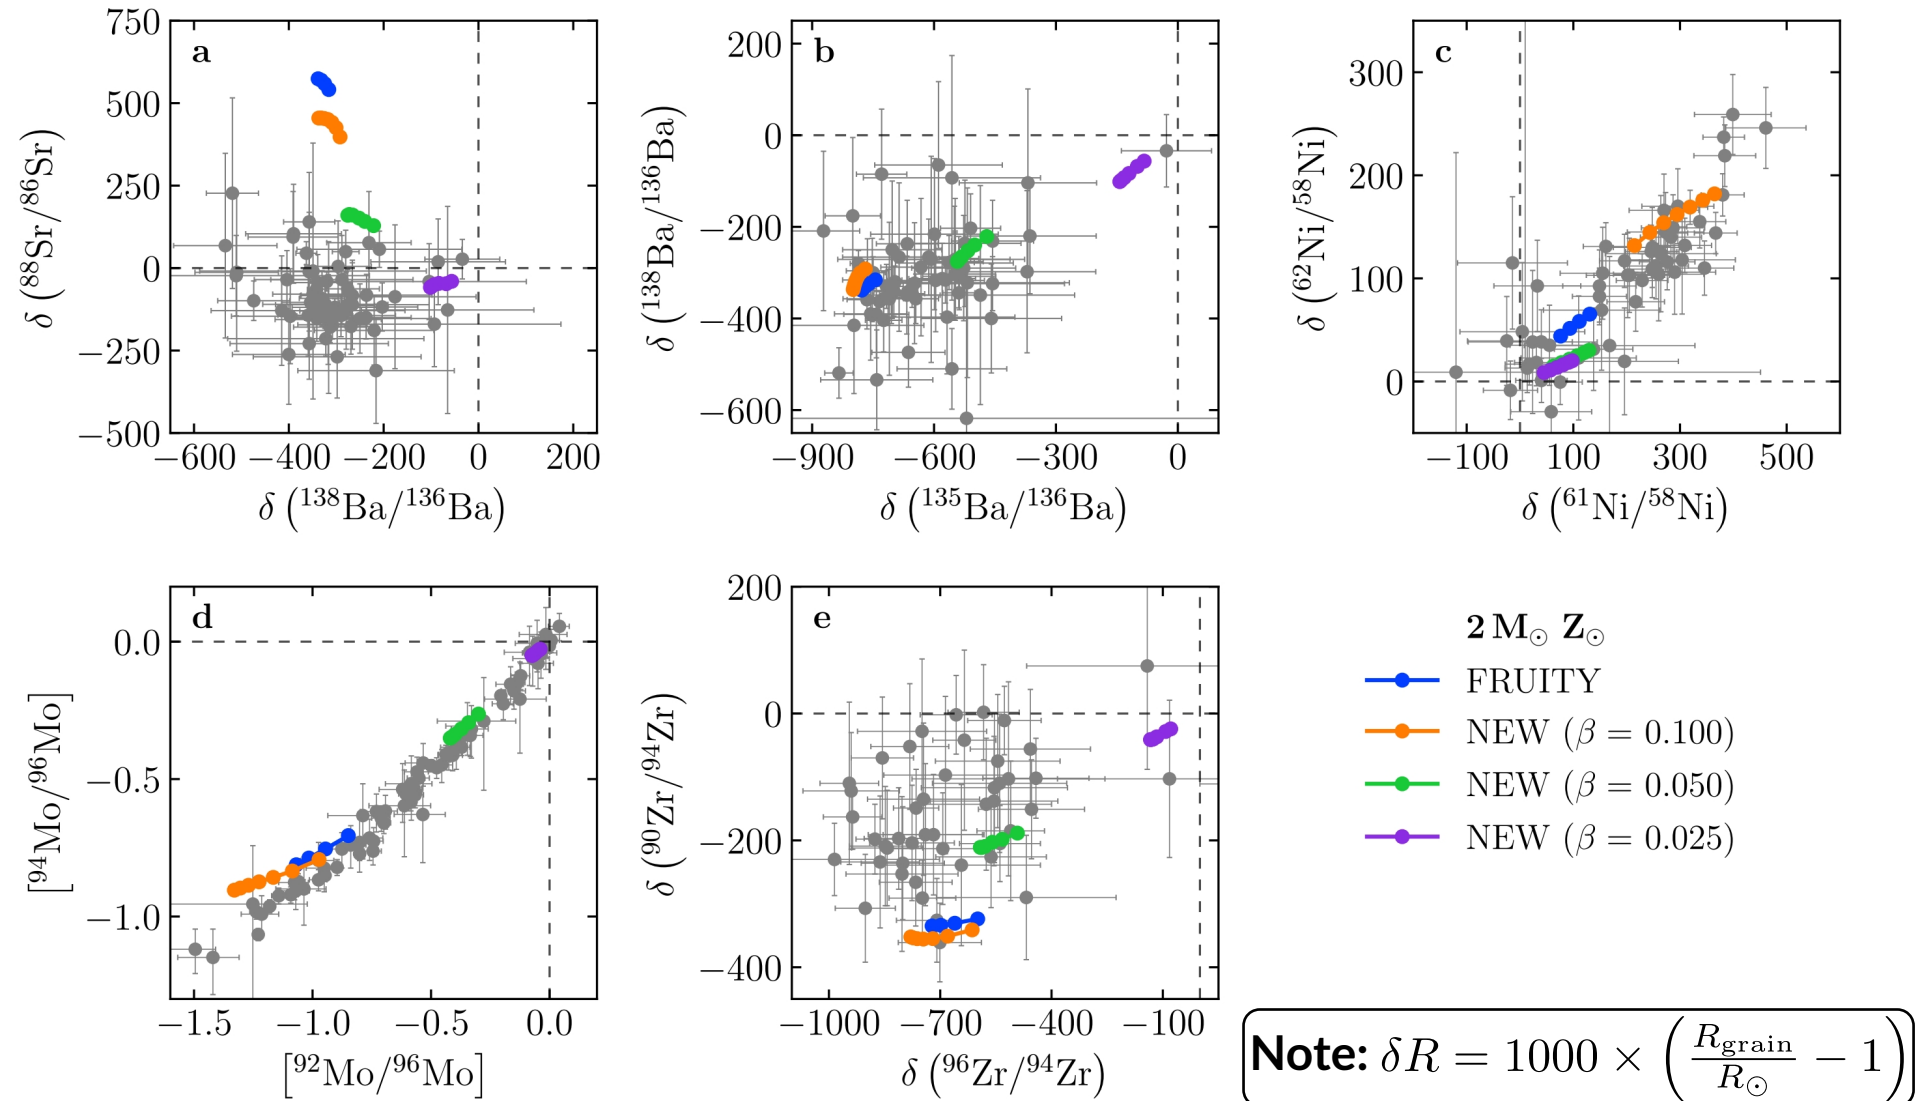 a
750
500
250
0
−250
−500
δ (⁸⁸Sr/⁸⁶Sr)
−600 −400 −200 0 200
δ (¹³⁸Ba/¹³⁶Ba)
b
200
0
−200
−400
−600
δ (¹³⁸Ba/¹³⁶Ba)
−900 −600 −300 0
δ (¹³⁵Ba/¹³⁶Ba)
c
300
200
100
0
δ (⁶²Ni/⁵⁸Ni)
−100 100 300 500
δ (⁶¹Ni/⁵⁸Ni)
d
0.0
−0.5
−1.0
[⁹⁴Mo/⁹⁶Mo]
−1.5 −1.0 −0.5 0.0
[⁹²Mo/⁹⁶Mo]
e
200
0
−200
−400
δ (⁹⁰Zr/⁹⁴Zr)
−1000 −700 −400 −100
δ (⁹⁶Zr/⁹⁴Zr)
2 M⊙ Z⊙
FRUITY
NEW (β = 0.100)
NEW (β = 0.050)
NEW (β = 0.025)
Note: δR = 1000 × (R_grain/R⊙ − 1)